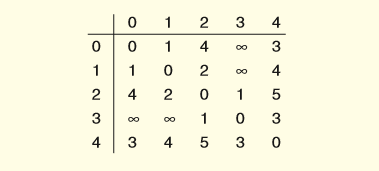 0 1 2 3 4
0 0 1 4 ∞ 3
1 1 0 2 ∞ 4
2 4 2 0 1 5
3 ∞ ∞ 1 0 3
4 3 4 5 3 0